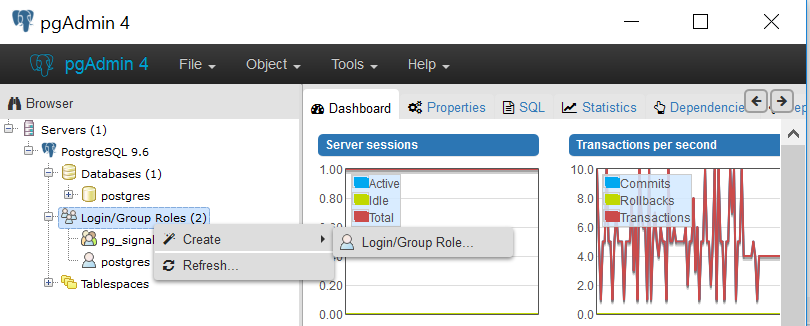 pgAdmin 4
pgAdmin 4 File Object Tools Help
Browser
Dashboard Properties SQL Statistics
Servers (1)
PostgreSQL 9.6
Databases (1)
postgres
Login/Group Roles (2)
pg_signal
postgres
Tablespaces
Create
Refresh...
Login/Group Role...
Server sessions
1.00
0.80
0.40
0.20
0.00
Active
Idle
Total
Transactions per second
10.0
8.0
6.0
4.0
2.0
0.0
Commits
Rollbacks
Transactions